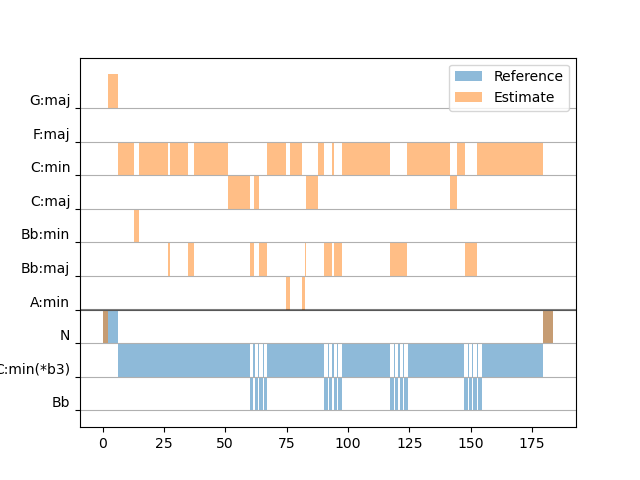 Reference
Estimate
G:maj
F:maj
C:min
C:maj
Bb:min
Bb:maj
A:min
N
C:min(*b3)
Bb
0 25 50 75 100 125 150 175